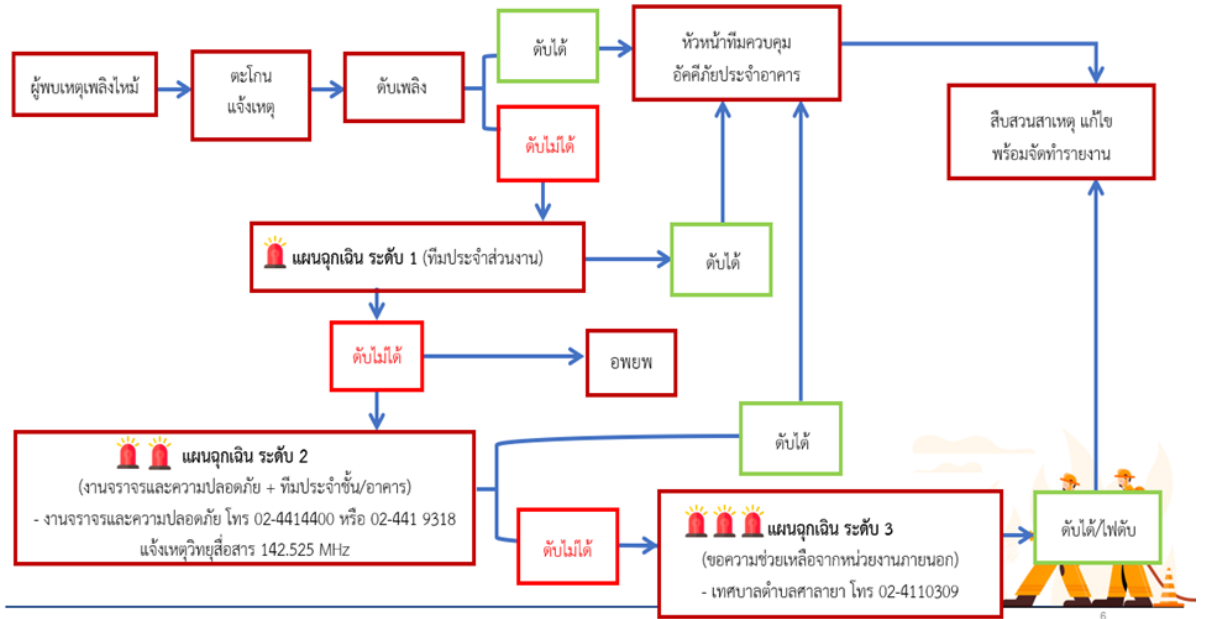 ผู้พบเหตุเพลิงไหม้
ตะโกน
แจ้งเหตุ
ดับเพลิง
ดับได้
หัวหน้าทีมควบคุม
อัคคีภัยประจำอาคาร
ดับไม่ได้
สืบสวนสาเหตุ แก้ไข
พร้อมจัดทำรายงาน
แผนฉุกเฉิน ระดับ 1 (ทีมประจำส่วนงาน)
ดับได้
ดับไม่ได้
อพยพ
แผนฉุกเฉิน ระดับ 2
(งานจราจรและความปลอดภัย + ทีมประจำชั้น/อาคาร)
- งานจราจรและความปลอดภัย โทร 02-4414400 หรือ 02-441 9318
แจ้งเหตุวิทยุสื่อสาร 142.525 MHz
ดับได้
ดับไม่ได้
แผนฉุกเฉิน ระดับ 3
(ขอความช่วยเหลือจากหน่วยงานภายนอก)
- เทศบาลตำบลศาลายา โทร 02-4110309
ดับได้/ไฟดับ
6